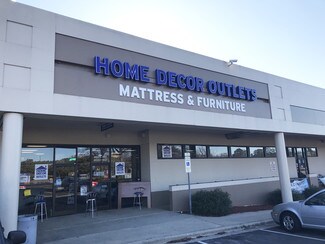 HOME DECOR OUTLETS
MATTRESS & FURNITURE